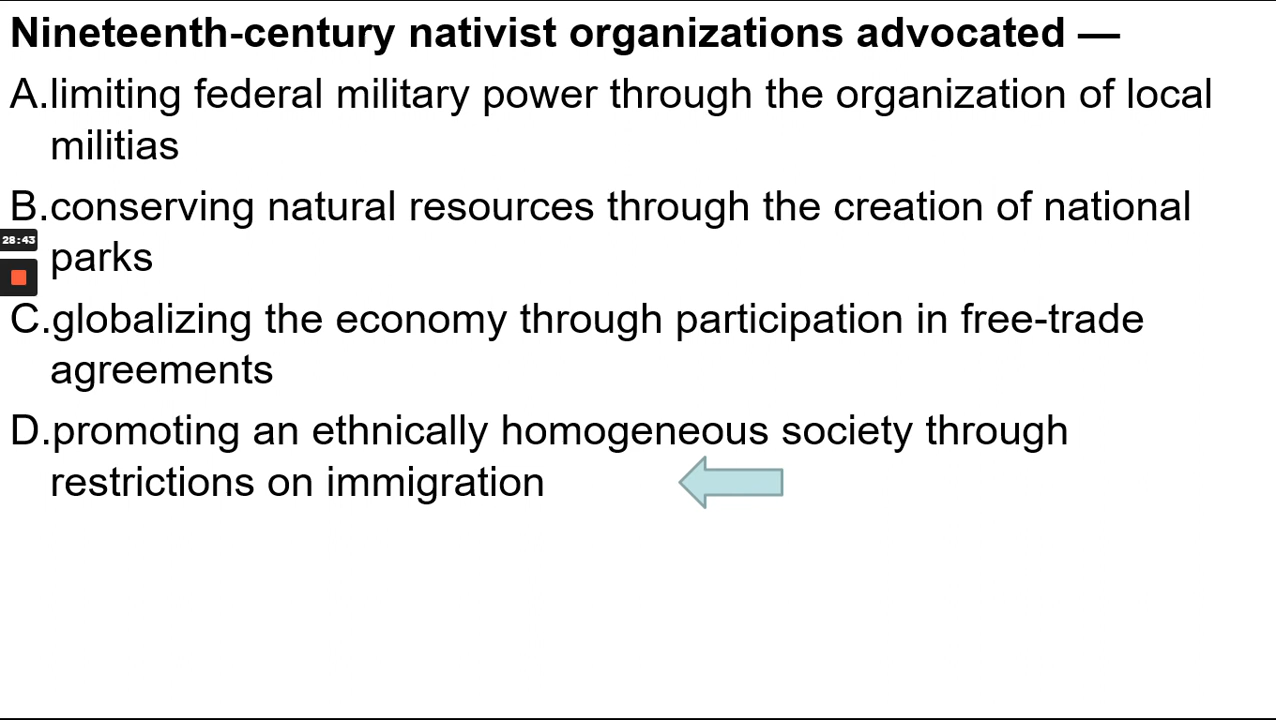 Nineteenth-century nativist organizations advocated —
A.limiting federal military power through the organization of local
militias
B.conserving natural resources through the creation of national
28:43
parks
C.globalizing the economy through participation in free-trade
agreements
D.promoting an ethnically homogeneous society through
restrictions on immigration